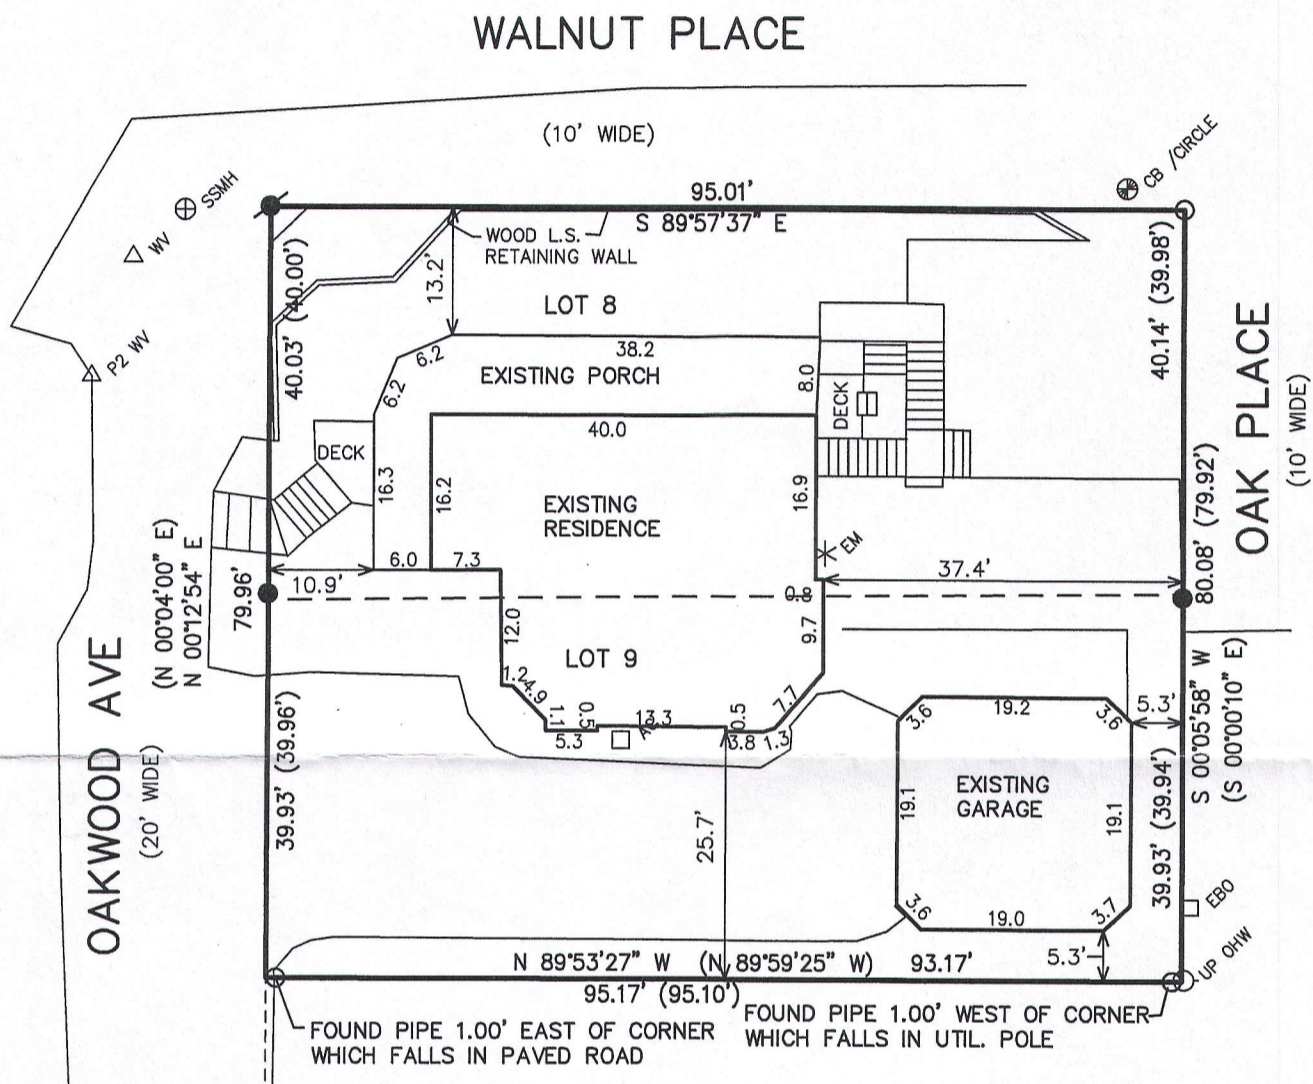 WALNUT PLACE
(10' WIDE)
CB /CIRCLE
SSMH
WV
P2 WV
95.01'
S 89°57'37" E
WOOD L.S.
RETAINING WALL
13.2'
LOT 8
40.03' (40.00')
40.14' (39.98')
6.2
38.2
EXISTING PORCH
6.2
8.0
DECK
40.0
DECK
16.3
16.2
EXISTING
RESIDENCE
16.9
EM
OAK PLACE
(10' WIDE)
80.08' (79.92')
(N 00°04'00" E)
N 00°12'54" E
79.96'
10.9'
6.0
7.3
37.4'
0.8
12.0
9.7
LOT 9
1.2
4.9
1.1
0.5
5.3
13.3
0.5
3.8
1.3
7.7
OAKWOOD AVE
(20' WIDE)
39.93' (39.96')
25.7'
3.6
19.2
3.6
5.3'
19.1
EXISTING
GARAGE
19.1
3.6
19.0
3.7
5.3'
39.93' (39.94')
S 00°05'58" W
(S 00°00'10" E)
EBO
UP OHW
N 89°53'27" W (N 89°59'25" W) 93.17'
95.17' (95.10')
FOUND PIPE 1.00' EAST OF CORNER
WHICH FALLS IN PAVED ROAD
FOUND PIPE 1.00' WEST OF CORNER
WHICH FALLS IN UTIL. POLE